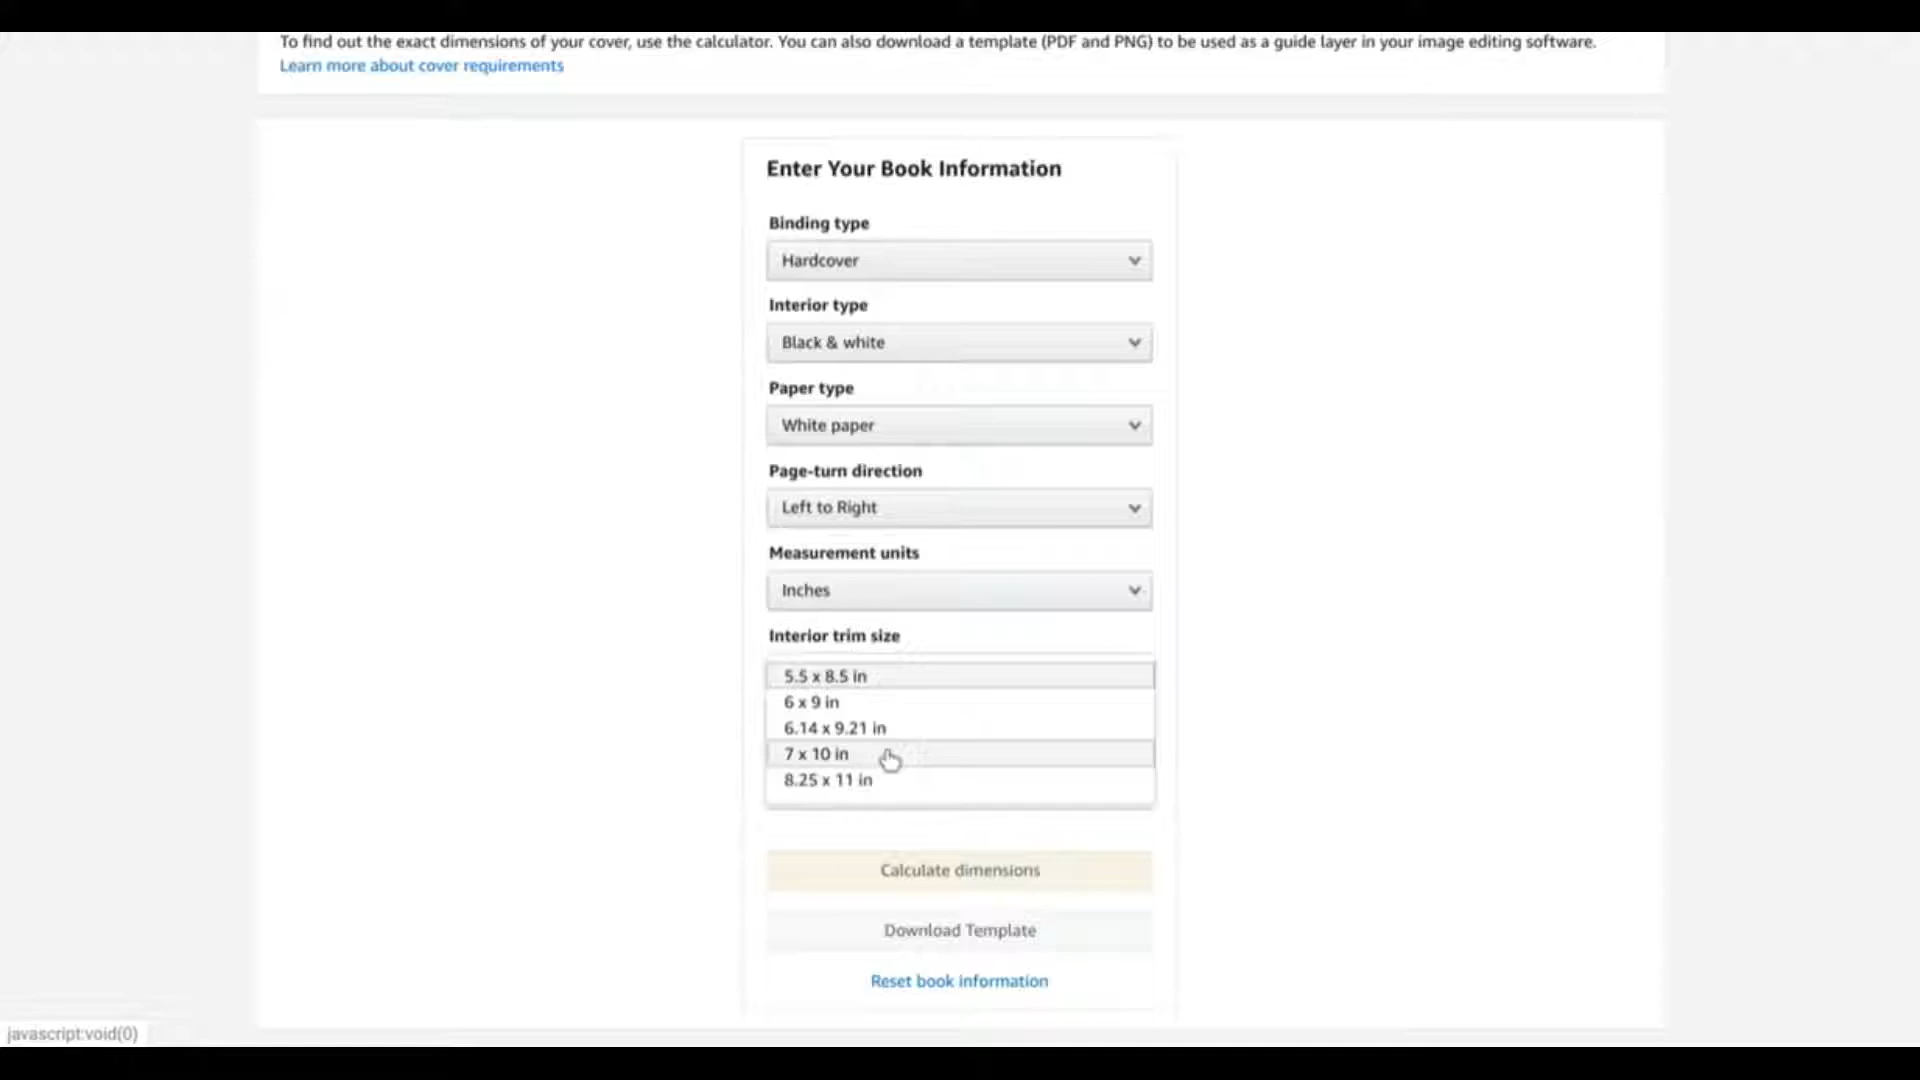 To find out the exact dimensions of your cover, use the calculator. You can also download a template (PDF and PNG) to be used as a guide layer in your image editing software.
Learn more about cover requirements
Enter Your Book Information
Binding type
Hardcover
Interior type
Black & white
Paper type
White paper
Page-turn direction
Left to Right
Measurement units
Inches
Interior trim size
5.5 x 8.5 in
6 x 9 in
6.14 x 9.21 in
7 x 10 in
8.25 x 11 in
Calculate dimensions
Download Template
Reset book information
javascript:void(0)